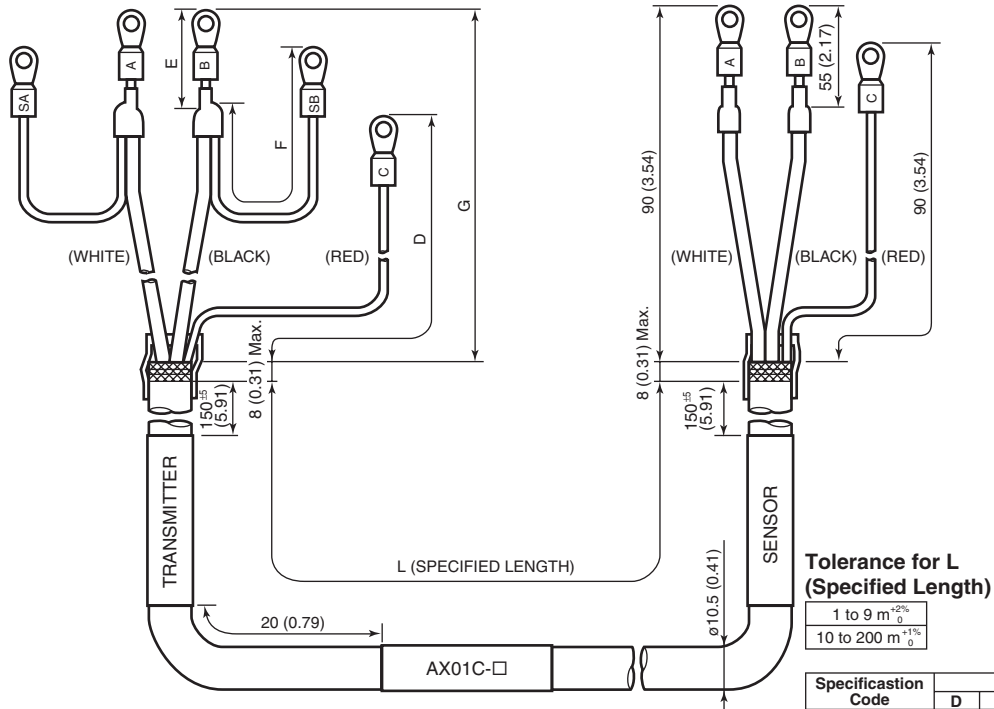 A
B
E
SA
SB
F
C
D
G
(WHITE)
(BLACK)
(RED)
8 (0.31) Max.
150±5
(5.91)
TRANSMITTER
20 (0.79)
L (SPECIFIED LENGTH)
AX01C-□
A
B
55 (2.17)
C
90 (3.54)
90 (3.54)
(WHITE)
(BLACK)
(RED)
8 (0.31) Max.
150±5
(5.91)
SENSOR
ø10.5 (0.41)
Tolerance for L
(Specified Length)
1 to 9 m +2% 0
10 to 200 m +1% 0
Specificastion
Code
D